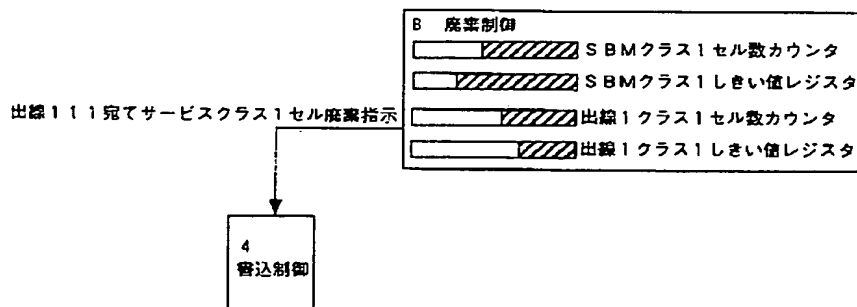 B 廃棄制御
SBMクラス1セル数カウンタ
SBMクラス1しきい値レジスタ
出線111宛てサービスクラス1セル廃棄指示
出線1クラス1セル数カウンタ
出線1クラス1しきい値レジスタ
4
書込制御